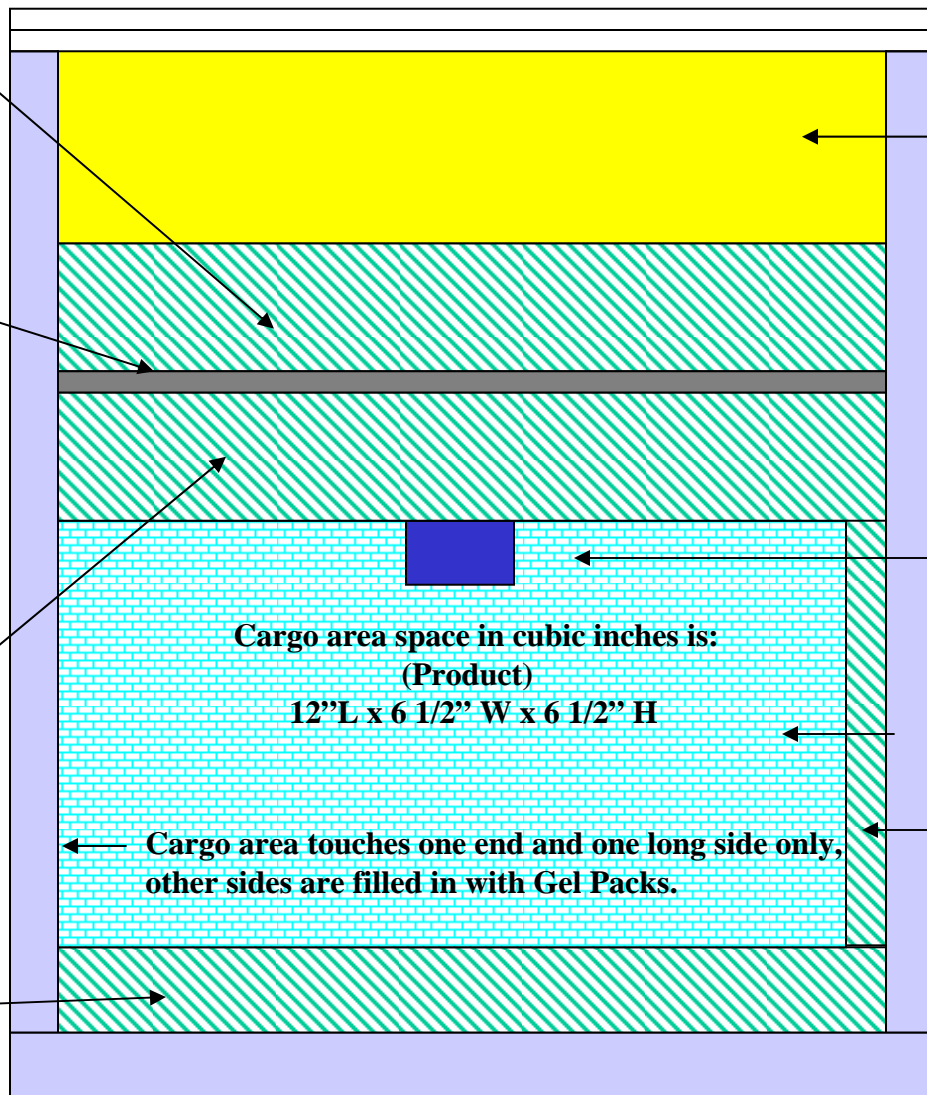 Cargo area space in cubic inches is:
(Product)
12”L x 6 1/2” W x 6 1/2” H
Cargo area touches one end and one long side only,
other sides are filled in with Gel Packs.